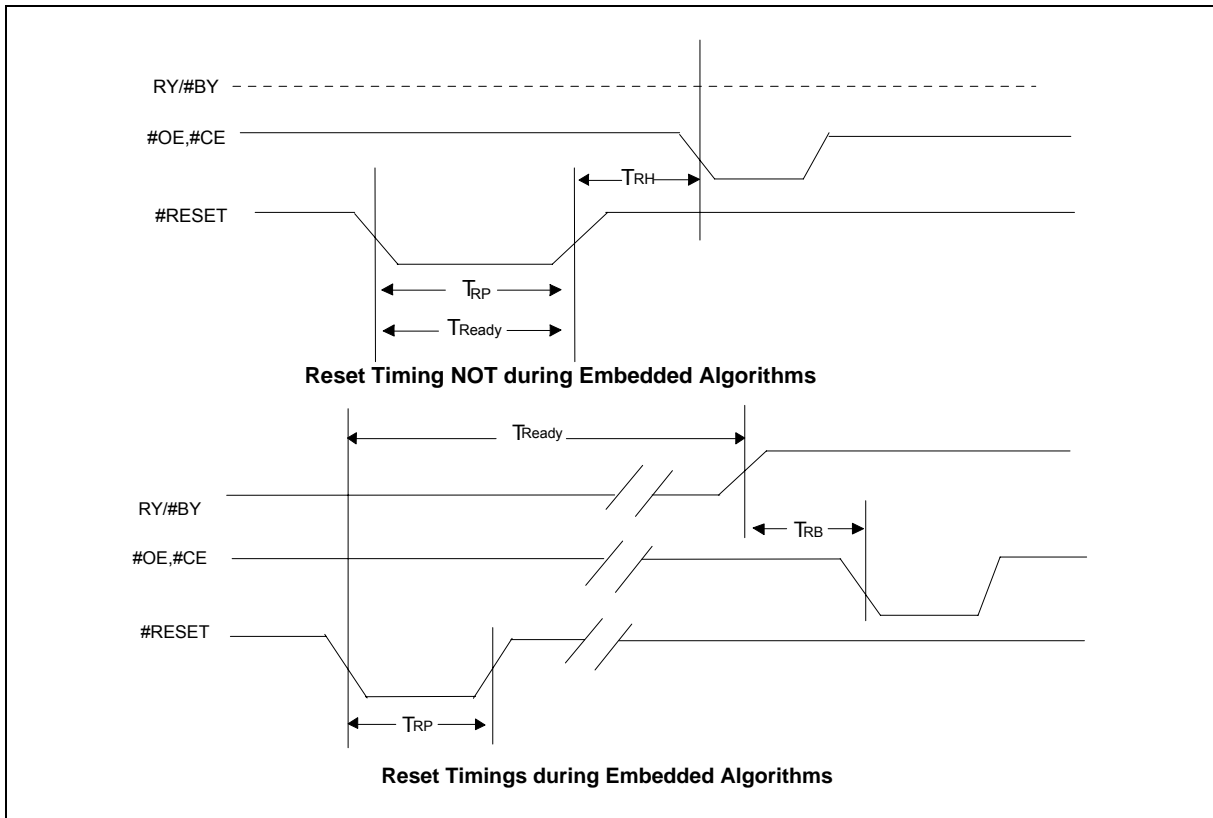 RY/#BY
#OE,#CE
TRH
#RESET
TRP
TReady
Reset Timing NOT during Embedded Algorithms
TReady
RY/#BY
TRB
#OE,#CE
#RESET
TRP
Reset Timings during Embedded Algorithms